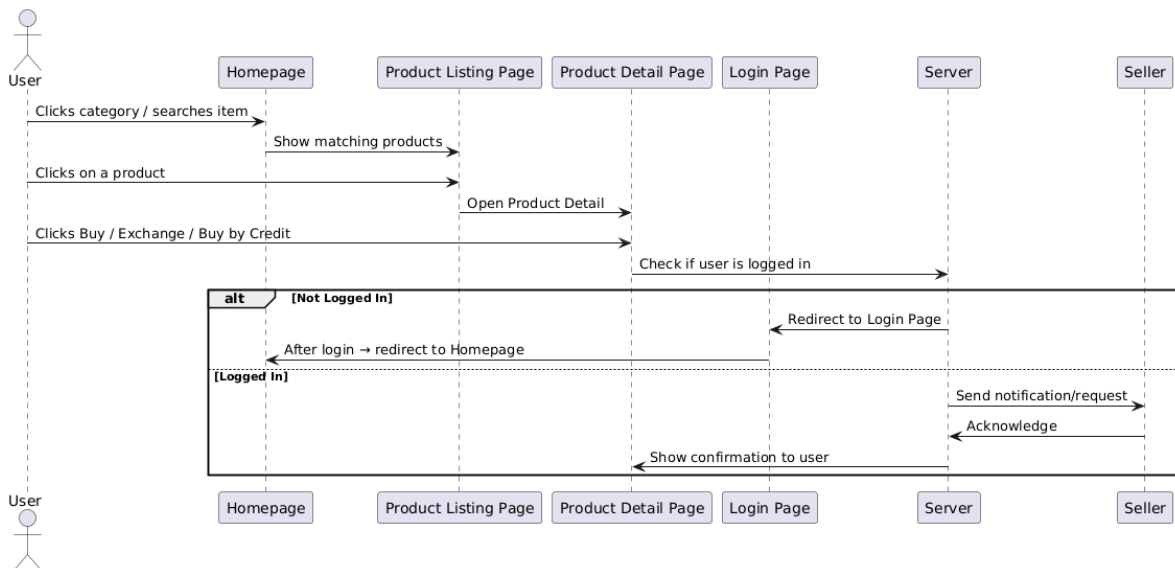 User
Homepage
Product Listing Page
Product Detail Page
Login Page
Server
Seller
Clicks category / searches item
Show matching products
Clicks on a product
Open Product Detail
Clicks Buy / Exchange / Buy by Credit
Check if user is logged in
alt
[Not Logged In]
Redirect to Login Page
After login → redirect to Homepage
[Logged In]
Send notification/request
Acknowledge
Show confirmation to user
User
Homepage
Product Listing Page
Product Detail Page
Login Page
Server
Seller